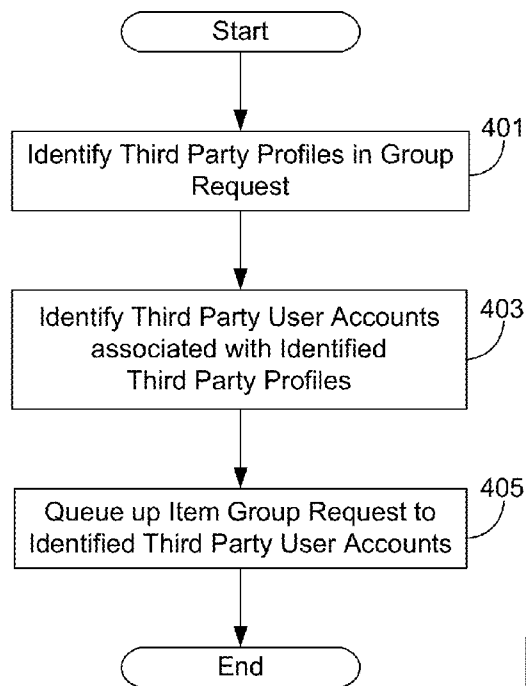 Start
401
Identify Third Party Profiles in Group
Request
403
Identify Third Party User Accounts
associated with Identified
Third Party Profiles
405
Queue up Item Group Request to
Identified Third Party User Accounts
End